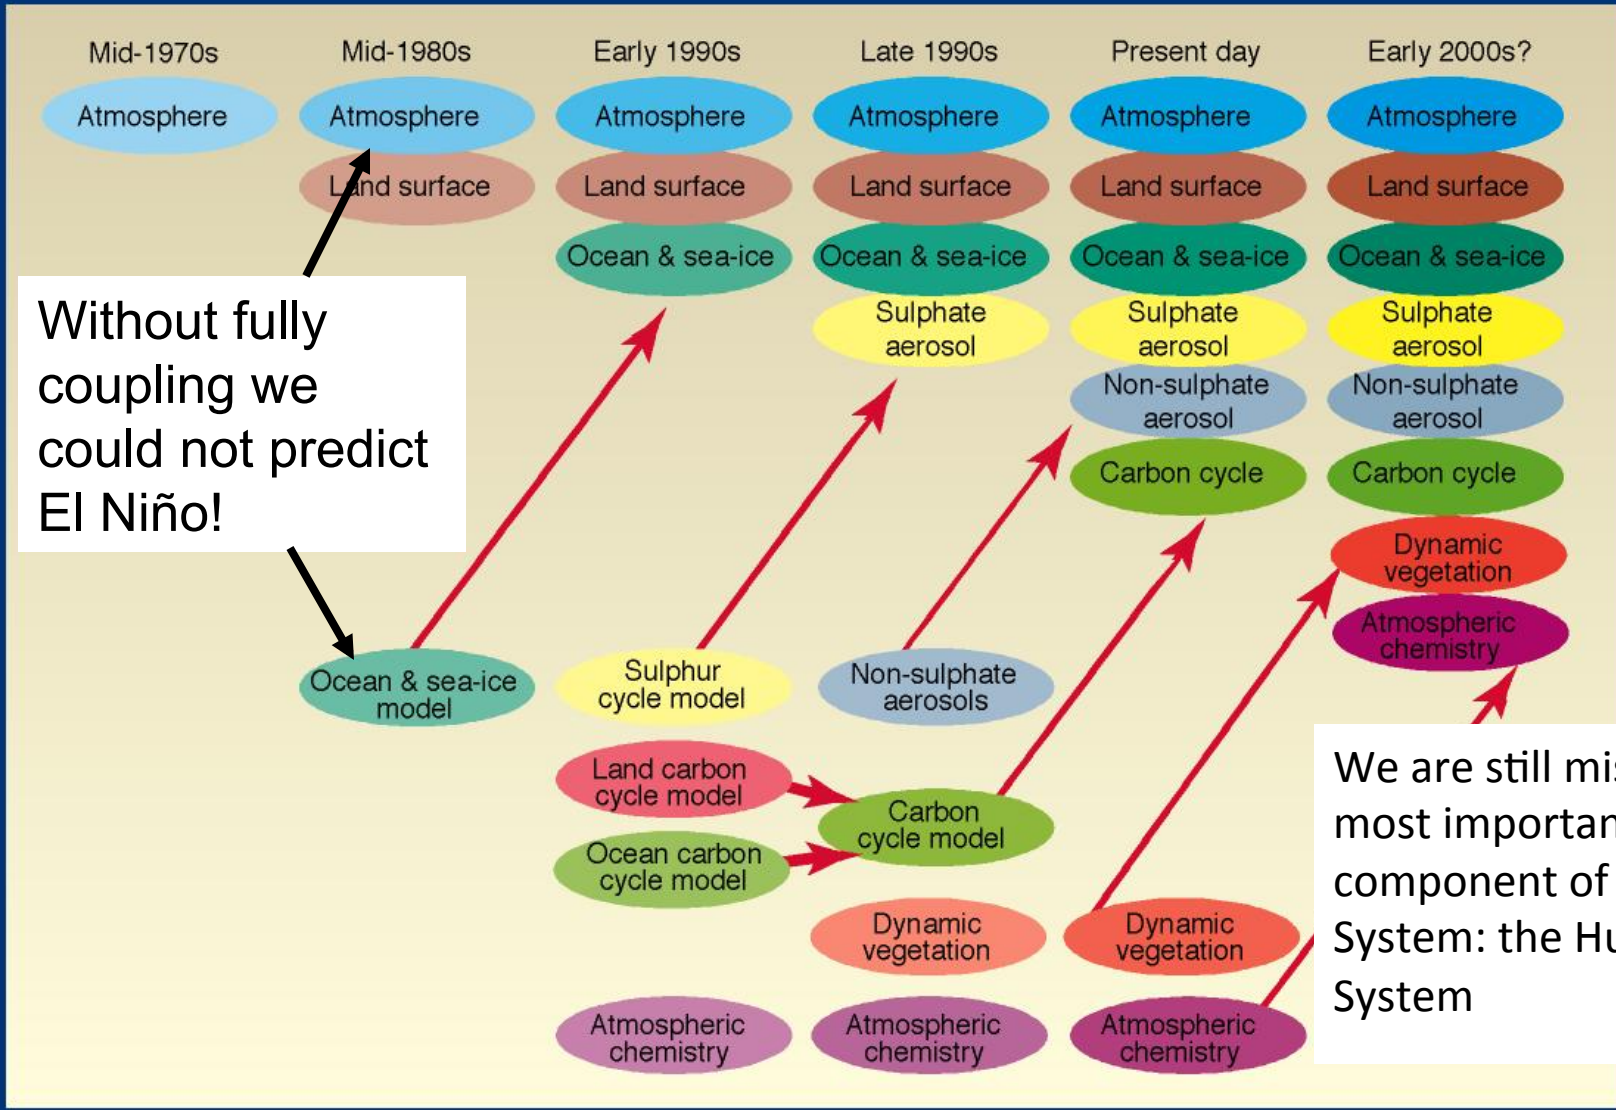 Mid-1970s
Mid-1980s
Early 1990s
Late 1990s
Present day
Early 2000s?
Atmosphere
Atmosphere
Atmosphere
Atmosphere
Atmosphere
Atmosphere
Land surface
Land surface
Land surface
Land surface
Land surface
Ocean & sea-ice
Ocean & sea-ice
Ocean & sea-ice
Ocean & sea-ice
Sulphate
aerosol
Sulphate
aerosol
Sulphate
aerosol
Non-sulphate
aerosol
Non-sulphate
aerosol
Carbon cycle
Carbon cycle
Dynamic
vegetation
Atmospheric
chemistry
Without fully
coupling we
could not predict
El Niño!
Ocean & sea-ice
model
Sulphur
cycle model
Non-sulphate
aerosols
Land carbon
cycle model
Carbon
cycle model
Ocean carbon
cycle model
Dynamic
vegetation
Dynamic
vegetation
Atmospheric
chemistry
Atmospheric
chemistry
Atmospheric
chemistry
We are still
most
component of
System: the
System